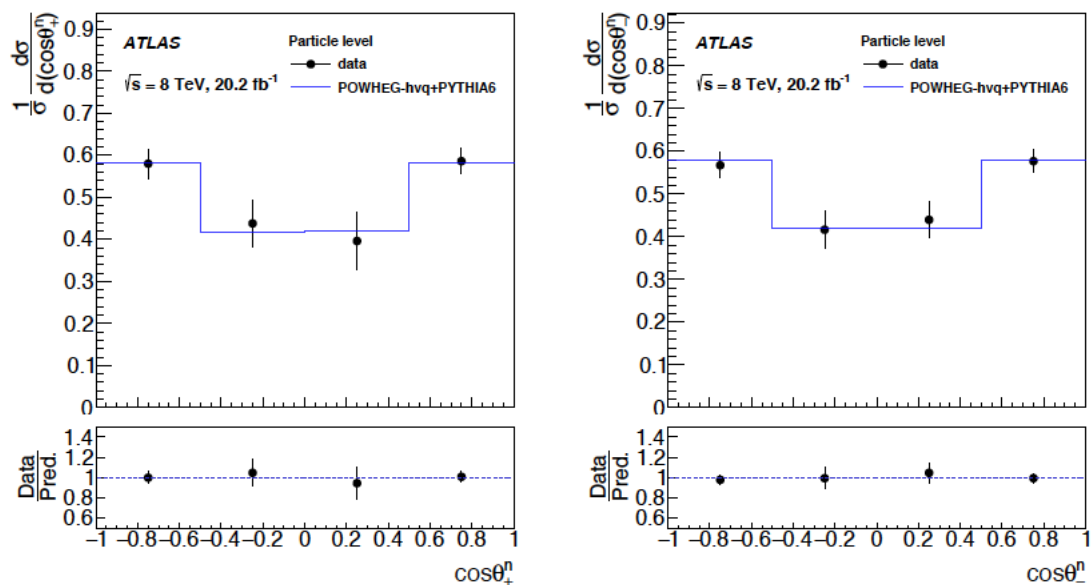 1/σ dσ/d(cosθ₊ⁿ)
0.9
0.8
0.7
0.6
0.5
0.4
0.3
0.2
0.1
0
ATLAS
√s = 8 TeV, 20.2 fb⁻¹
Particle level
data
POWHEG-hvq+PYTHIA6
Data/Pred.
1.4
1.2
1
0.8
0.6
−1 −0.8 −0.6 −0.4 −0.2 0 0.2 0.4 0.6 0.8 1
cosθ₊ⁿ
1/σ dσ/d(cosθ₋ⁿ)
0.9
0.8
0.7
0.6
0.5
0.4
0.3
0.2
0.1
0
ATLAS
√s = 8 TeV, 20.2 fb⁻¹
Particle level
data
POWHEG-hvq+PYTHIA6
Data/Pred.
1.4
1.2
1
0.8
0.6
−1 −0.8 −0.6 −0.4 −0.2 0 0.2 0.4 0.6 0.8 1
cosθ₋ⁿ